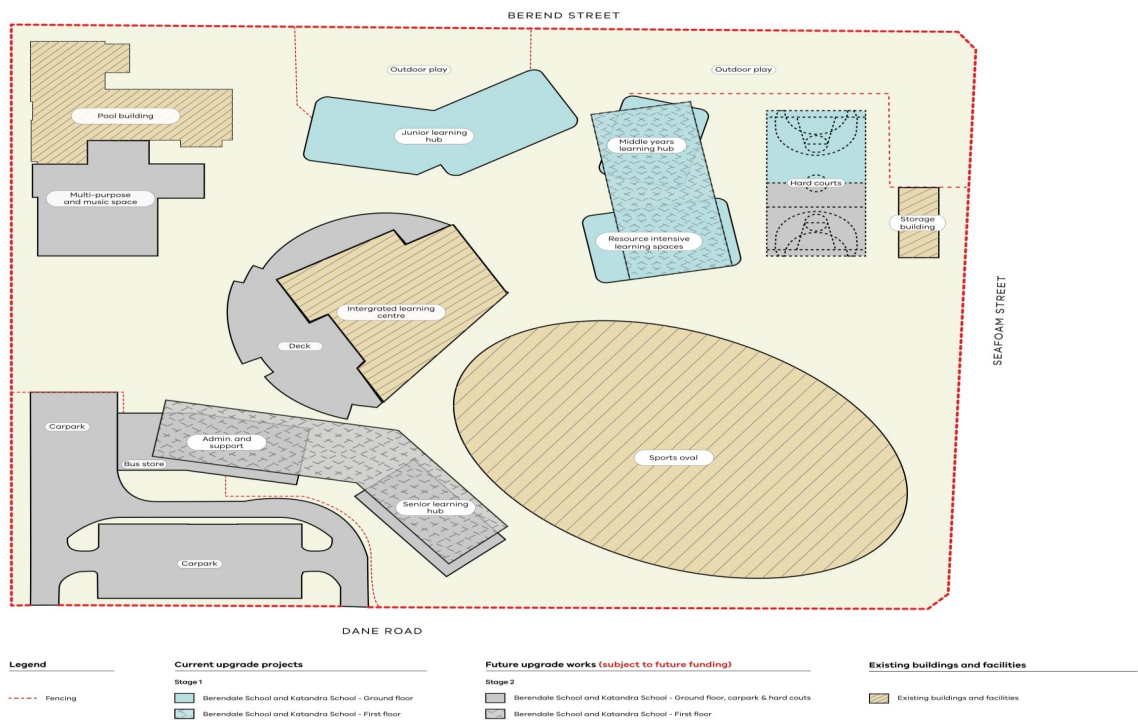 BEREND STREET
Outdoor play
Outdoor play
Pool building
Junior learning
hub
Middle years
learning hub
Hard courts
Multi-purpose
and music space
Storage
building
Resource intensive
learning spaces
SEAFOAM STREET
Intergrated learning
centre
Deck
Carpark
Admin. and
support
Bus store
Sports oval
Senior learning
hub
Carpark
DANE ROAD
Legend
Fencing
Current upgrade projects
Stage 1
Berendale School and Katandra School - Ground floor
Berendale School and Katandra School - First floor
Future upgrade works (subject to future funding)
Stage 2
Berendale School and Katandra School - Ground floor, carpark & hard couts
Berendale School and Katandra School - First floor
Existing buildings and facilities
Existing buildings and facilities